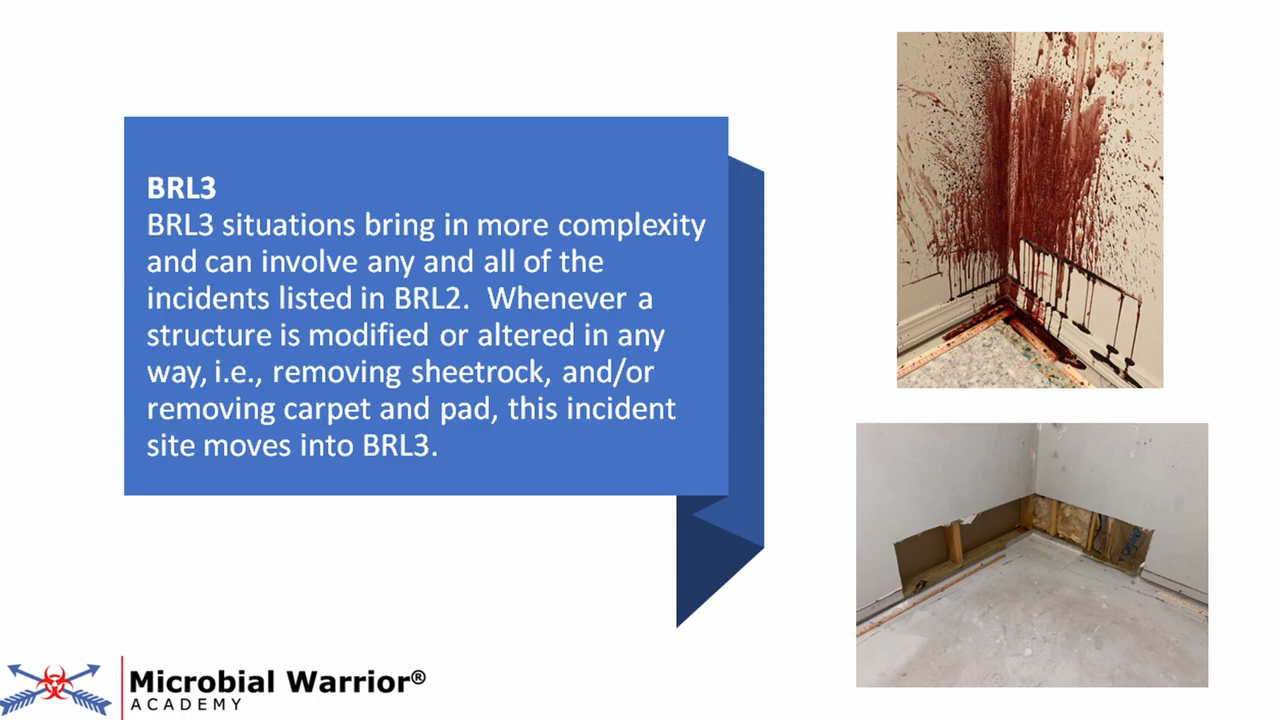 BRL3
BRL3 situations bring in more complexity
and can involve any and all of the
incidents listed in BRL2.  Whenever a
structure is modified or altered in any
way, i.e., removing sheetrock, and/or
removing carpet and pad, this incident
site moves into BRL3.
Microbial Warrior®
ACADEMY